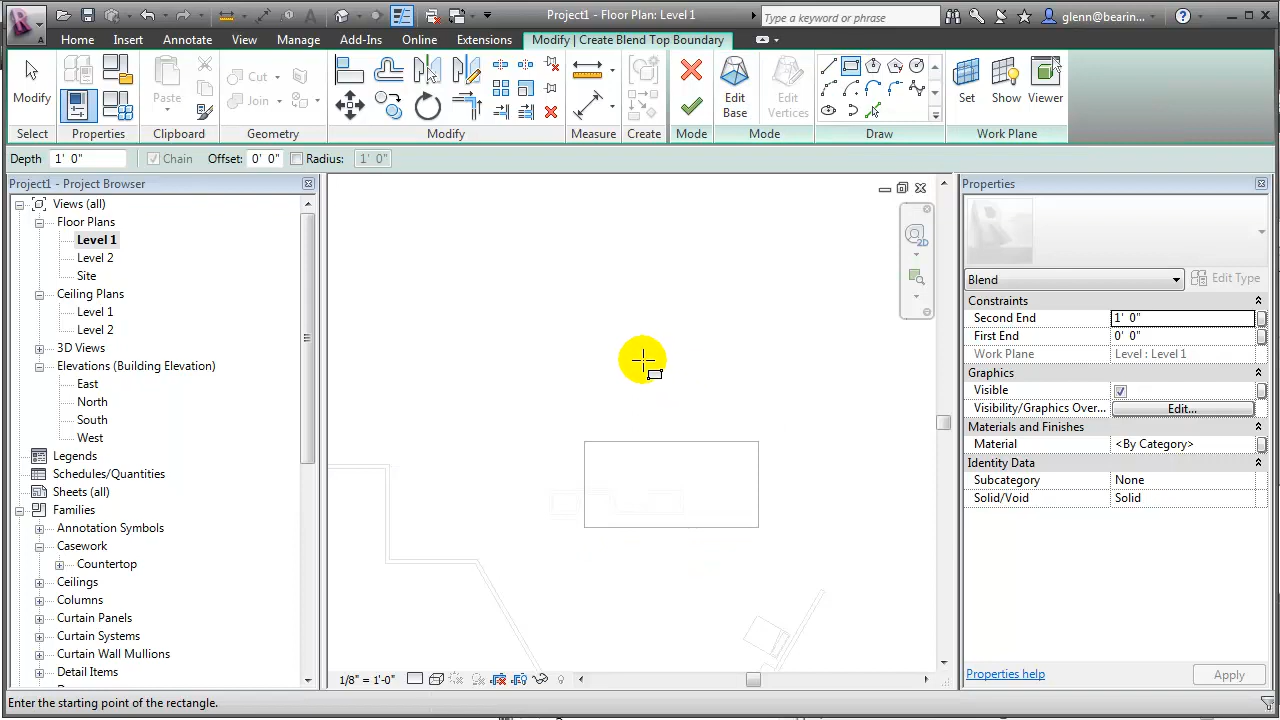 Project1 - Floor Plan: Level 1
Type a keyword or phrase
glenn@bearin...
Home
Insert
Annotate
View
Manage
Add-Ins
Online
Extensions
Modify | Create Blend Top Boundary
Modify
Paste
Cut
Join
Edit
Base
Edit
Vertices
Set
Show
Viewer
Select
Properties
Clipboard
Geometry
Modify
Measure
Create
Mode
Mode
Draw
Work Plane
Depth 1' 0"
Chain
Offset: 0' 0"
Radius: 1' 0"
Project1 - Project Browser
Views (all)
Floor Plans
Level 1
Level 2
Site
Ceiling Plans
Level 1
Level 2
3D Views
Elevations (Building Elevation)
East
North
South
West
Legends
Schedules/Quantities
Sheets (all)
Families
Annotation Symbols
Casework
Countertop
Ceilings
Columns
Curtain Panels
Curtain Systems
Curtain Wall Mullions
Detail Items
2D
1/8" = 1'-0"
Properties
Blend
Edit Type
Constraints
Second End 1' 0"
First End 0' 0"
Work Plane Level : Level 1
Graphics
Visible
Visibility/Graphics Over... Edit...
Materials and Finishes
Material <By Category>
Identity Data
Subcategory None
Solid/Void Solid
Properties help
Apply
Enter the starting point of the rectangle.